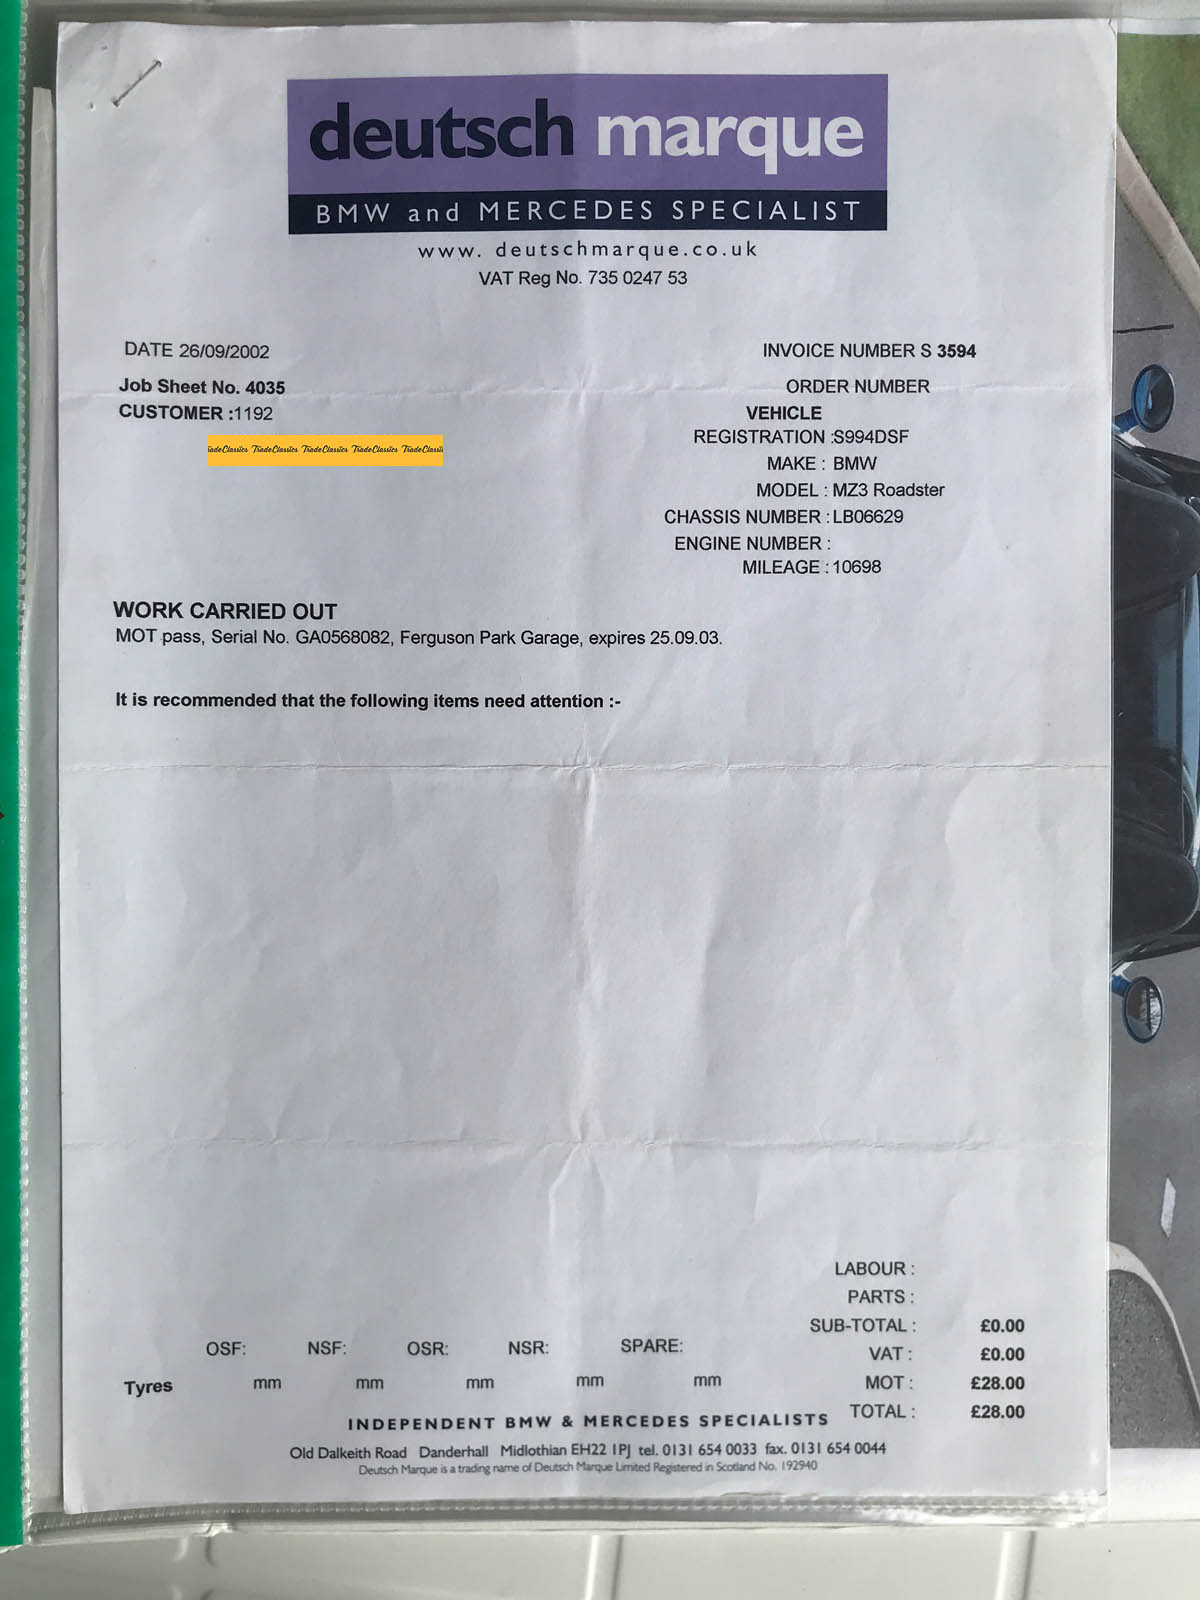 deutsch marque
BMW and MERCEDES SPECIALIST
www. deutschmarque.co.uk
VAT Reg No. 735 0247 53
DATE 26/09/2002
INVOICE NUMBER S 3594
Job Sheet No. 4035
ORDER NUMBER
CUSTOMER :1192
VEHICLE
TradeClassics TradeClassics TradeClassics
REGISTRATION :S994DSF
MAKE : BMW
MODEL : MZ3 Roadster
CHASSIS NUMBER : LB06629
ENGINE NUMBER :
MILEAGE : 10698
WORK CARRIED OUT
MOT pass, Serial No. GA0568082, Ferguson Park Garage, expires 25.09.03.
It is recommended that the following items need attention :-
LABOUR :
PARTS :
SUB-TOTAL : £0.00
OSF: NSF: OSR: NSR: SPARE:
VAT : £0.00
Tyres mm mm mm mm mm
MOT : £28.00
TOTAL : £28.00
INDEPENDENT BMW & MERCEDES SPECIALISTS
Old Dalkeith Road Danderhall Midlothian EH22 1PJ tel. 0131 654 0033 fax. 0131 654 0044
Deutsch Marque is a trading name of Deutsch Marque Limited Registered in Scotland No. 192940